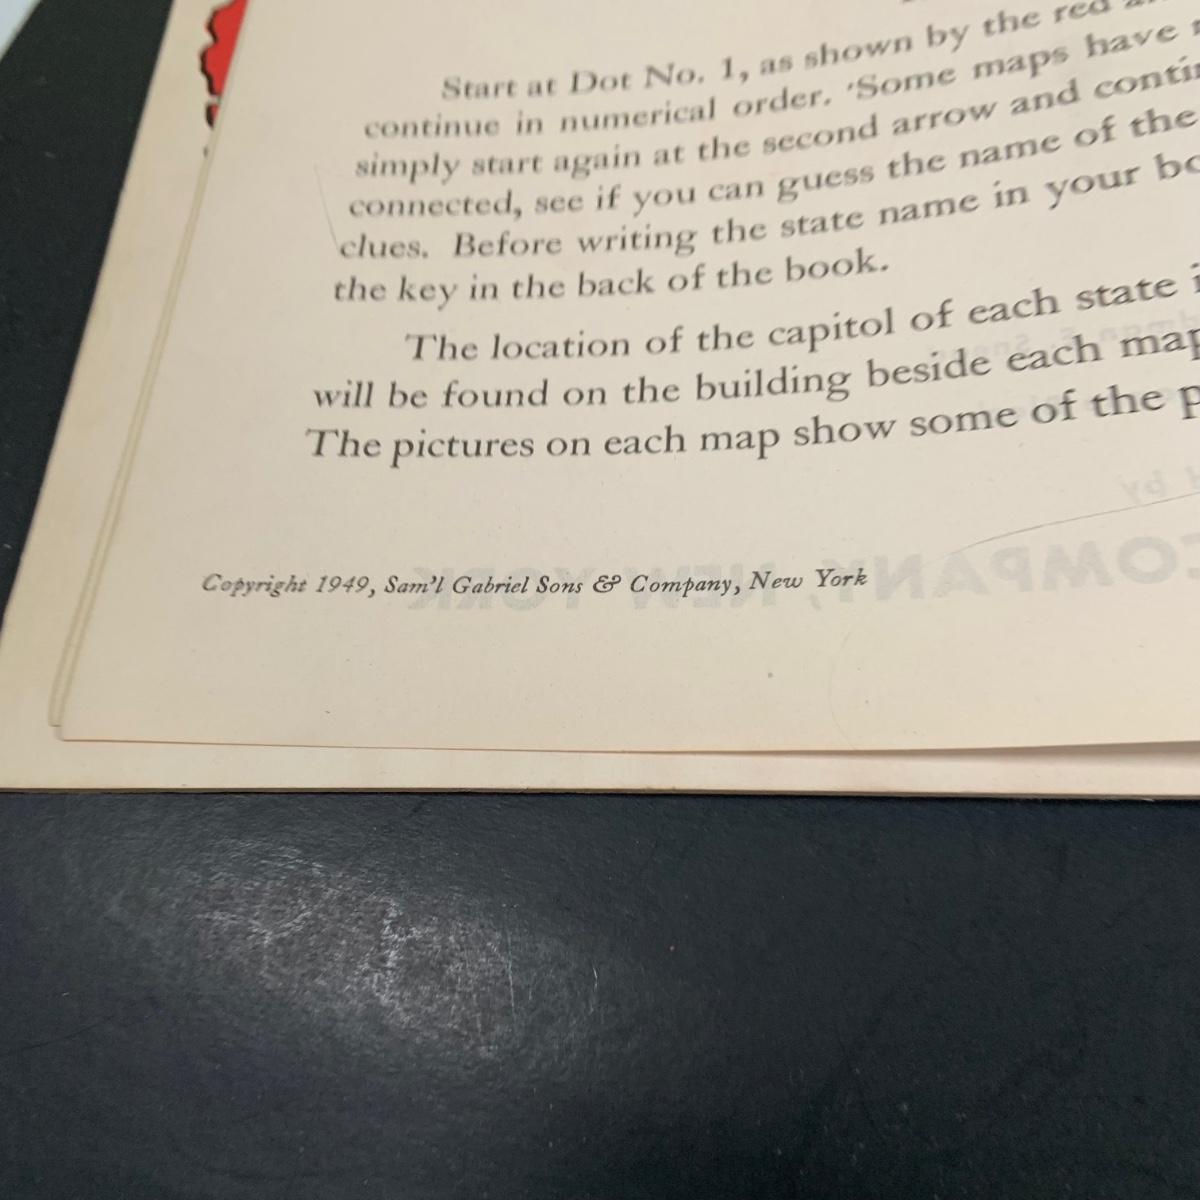 Start at Dot No. 1, as shown by the red
continue in numerical order. 'Some maps have
simply start again at the second arrow and contin
connected, see if you can guess the name of the
clues. Before writing the state name in your bo
the key in the back of the book.
The location of the capitol of each state i
will be found on the building beside each map
The pictures on each map show some of the p
Copyright 1949, Sam'l Gabriel Sons & Company, New York